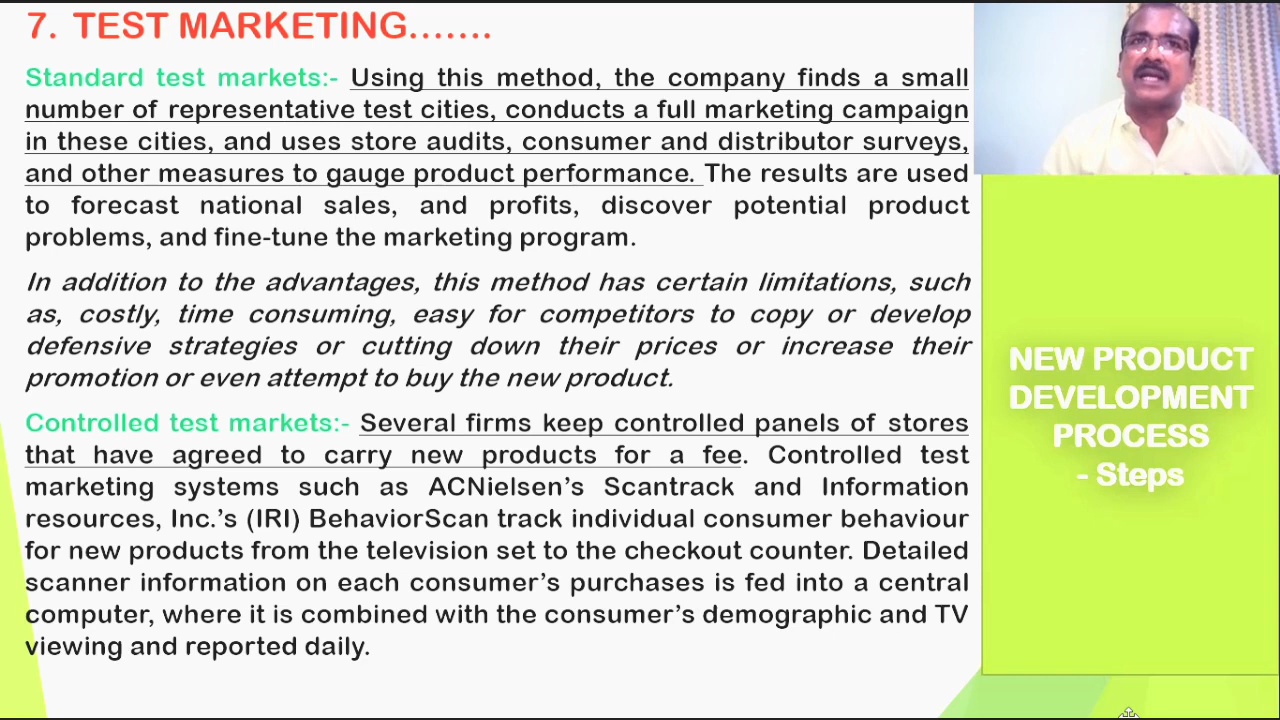 7. TEST MARKETING.......
Standard test markets:- Using this method, the company finds a small
number of representative test cities, conducts a full marketing campaign
in these cities, and uses store audits, consumer and distributor surveys,
and other measures to gauge product performance. The results are used
to forecast national sales, and profits, discover potential product
problems, and fine-tune the marketing program.
In addition to the advantages, this method has certain limitations, such
as, costly, time consuming, easy for competitors to copy or develop
defensive strategies or cutting down their prices or increase their
promotion or even attempt to buy the new product.
Controlled test markets:- Several firms keep controlled panels of stores
that have agreed to carry new products for a fee. Controlled test
marketing systems such as ACNielsen’s Scantrack and Information
resources, Inc.’s (IRI) BehaviorScan track individual consumer behaviour
for new products from the television set to the checkout counter. Detailed
scanner information on each consumer’s purchases is fed into a central
computer, where it is combined with the consumer’s demographic and TV
viewing and reported daily.
NEW PRODUCT
DEVELOPMENT
PROCESS
- Steps